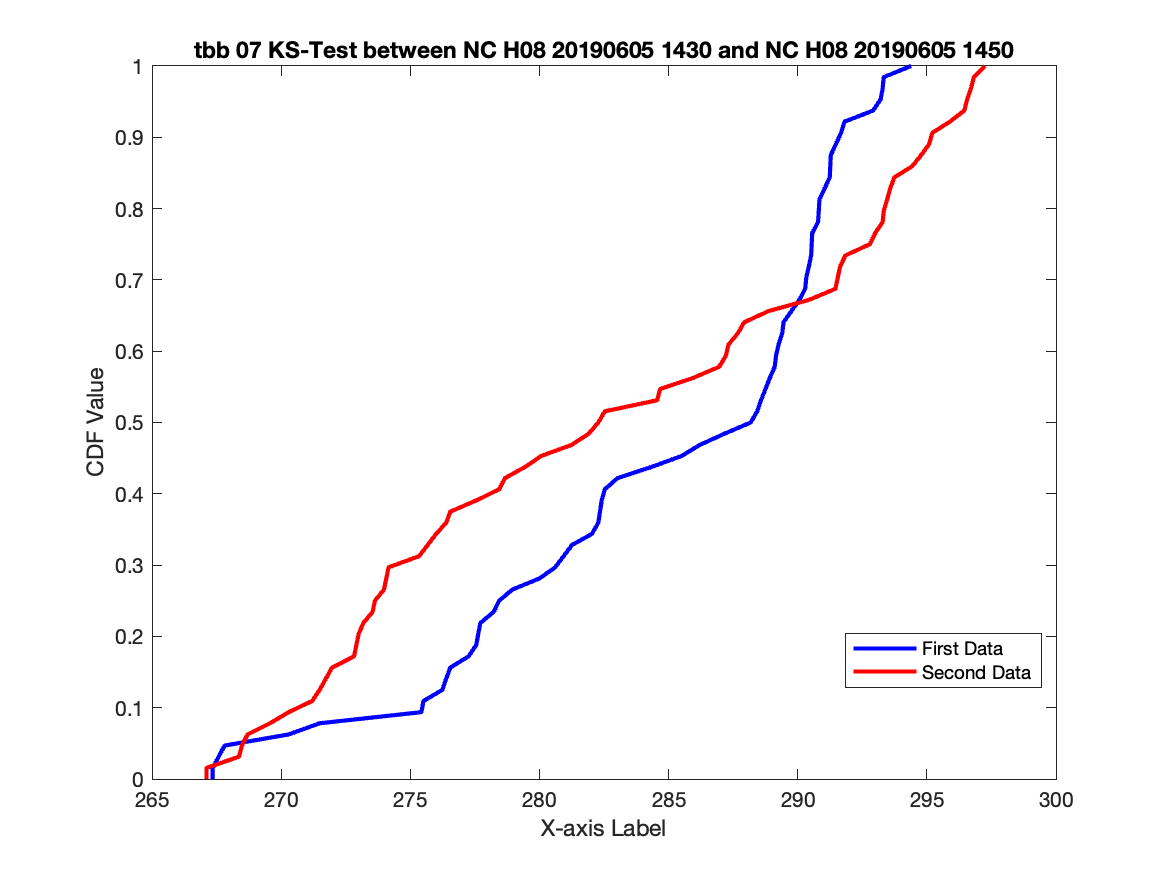 tbb 07 KS-Test between NC H08 20190605 1430 and NC H08 20190605 1450
1
0.9
0.8
0.7
0.6
0.5
0.4
0.3
0.2
0.1
0
CDF Value
First Data
Second Data
265 270 275 280 285 290 295 300
X-axis Label